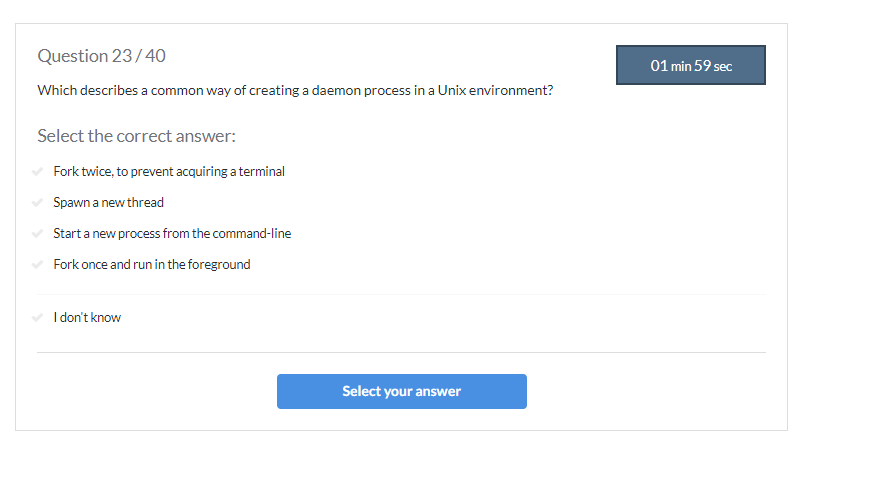 Question 23 / 40
01 min 59 sec
Which describes a common way of creating a daemon process in a Unix environment?
Select the correct answer:
Fork twice, to prevent acquiring a terminal
Spawn a new thread
Start a new process from the command-line
Fork once and run in the foreground
I don't know
Select your answer